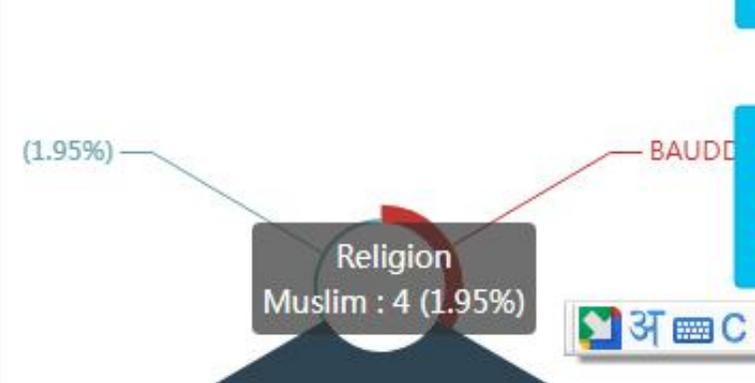 (1.95%)
BAUDD
Religion
Muslim : 4 (1.95%)
अ
C